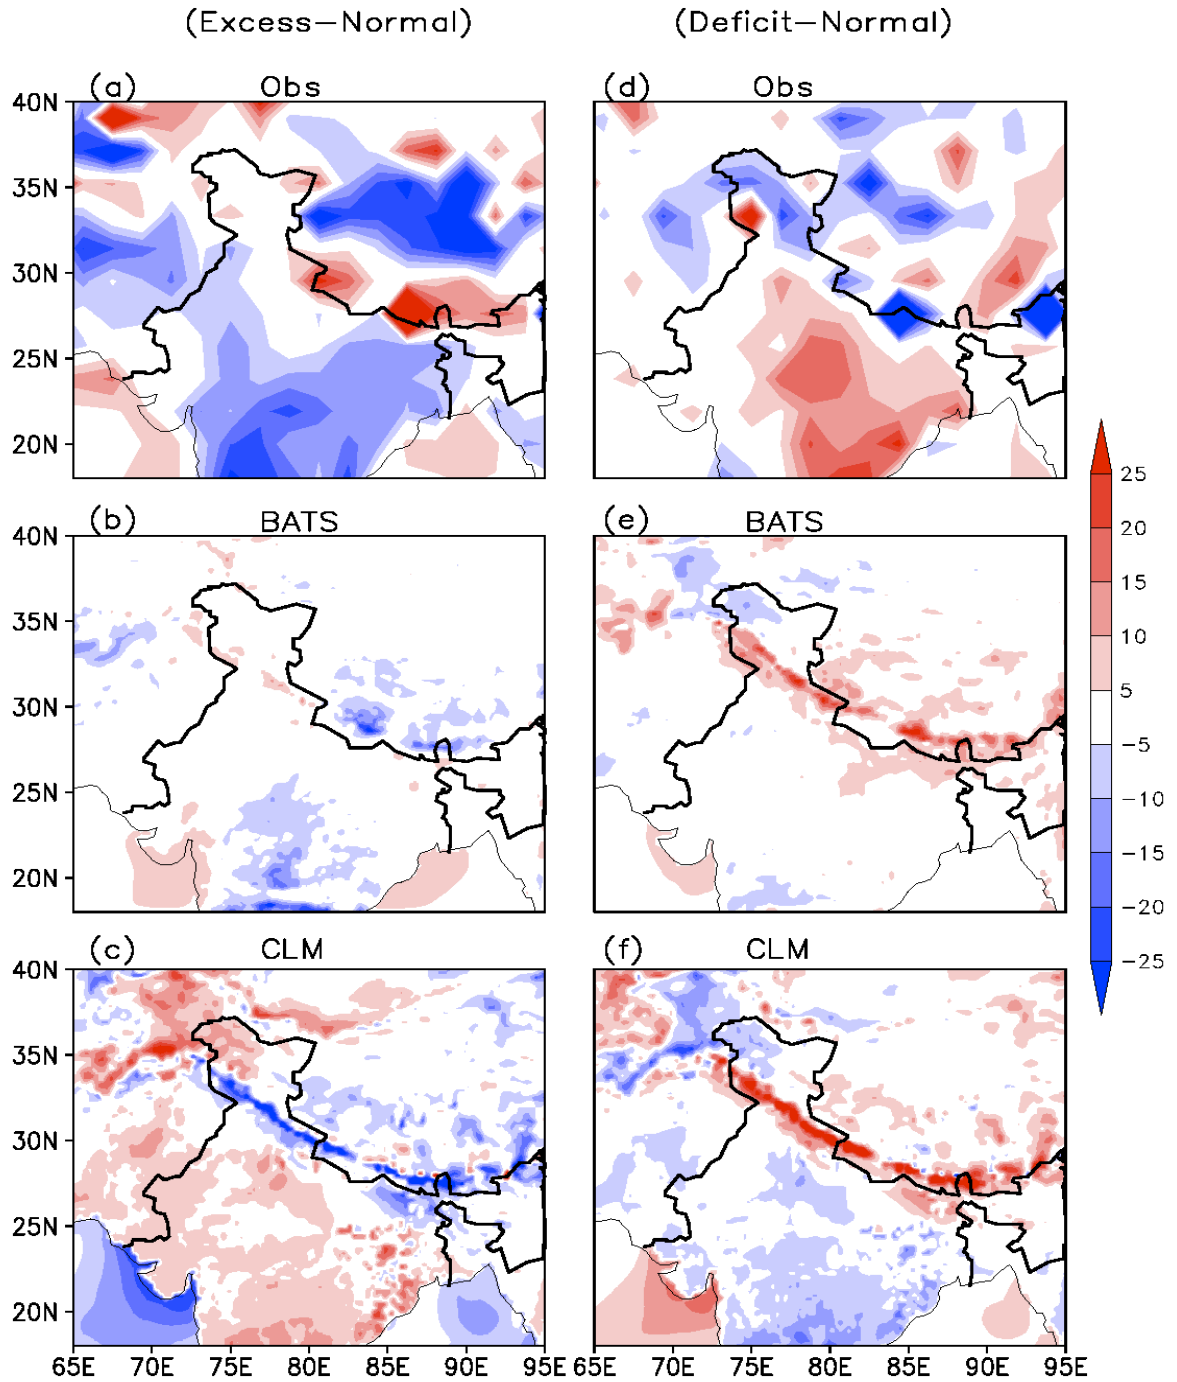 (Excess−Normal) (Deficit−Normal)
(a) Obs (d) Obs
40N
35N
30N
25N
20N
(b) BATS (e) BATS
40N
35N
30N
25N
20N
(c) CLM (f) CLM
40N
35N
30N
25N
20N
65E 70E 75E 80E 85E 90E 95E 65E 70E 75E 80E 85E 90E 95E
25
20
15
10
5
−5
−10
−15
−20
−25